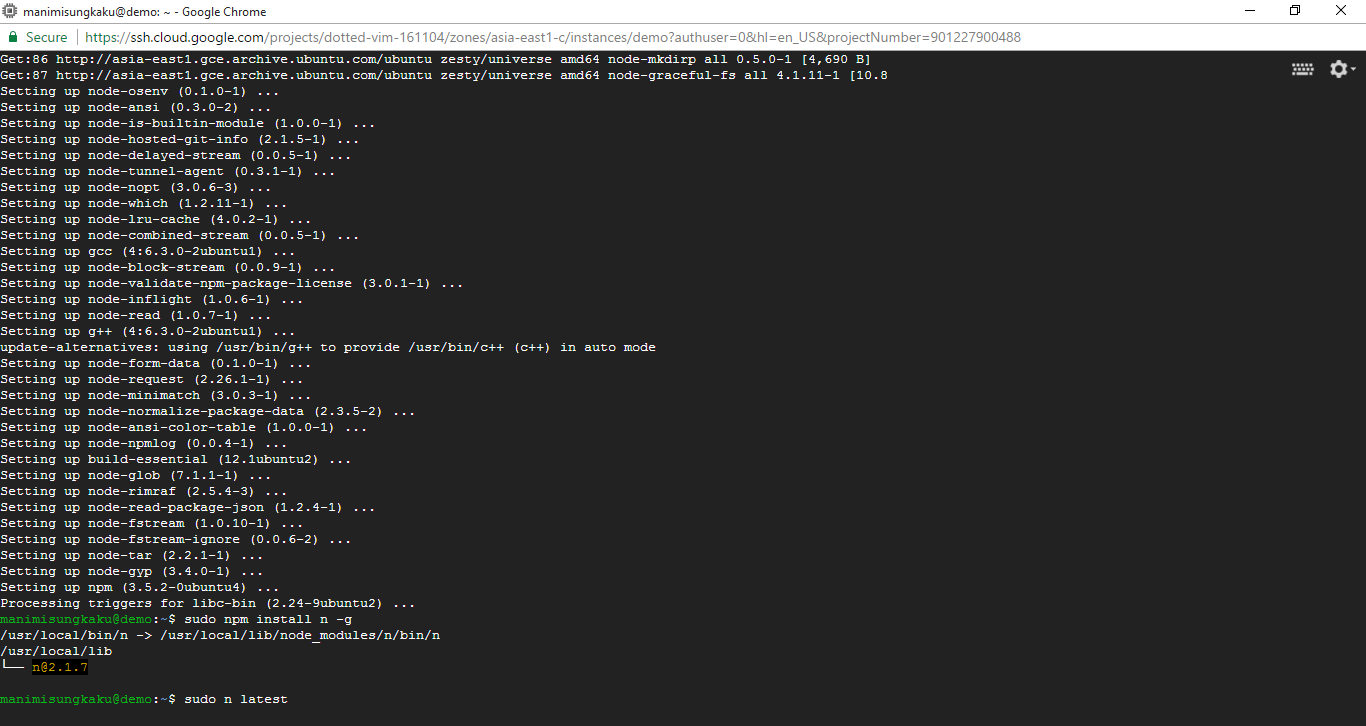 manimisungkaku@demo: ~ - Google Chrome
Secure https://ssh.cloud.google.com/projects/dotted-vim-161104/zones/asia-east1-c/instances/demo?authuser=0&hl=en_US&projectNumber=901227900488
Get:86 http://asia-east1.gce.archive.ubuntu.com/ubuntu zesty/universe amd64 node-mkdirp all 0.5.0-1 [4,690 B]
Get:87 http://asia-east1.gce.archive.ubuntu.com/ubuntu zesty/universe amd64 node-graceful-fs all 4.1.11-1 [10.8
Setting up node-osenv (0.1.0-1) ...
Setting up node-ansi (0.3.0-2) ...
Setting up node-is-builtin-module (1.0.0-1) ...
Setting up node-hosted-git-info (2.1.5-1) ...
Setting up node-delayed-stream (0.0.5-1) ...
Setting up node-tunnel-agent (0.3.1-1) ...
Setting up node-nopt (3.0.6-3) ...
Setting up node-which (1.2.11-1) ...
Setting up node-lru-cache (4.0.2-1) ...
Setting up node-combined-stream (0.0.5-1) ...
Setting up gcc (4:6.3.0-2ubuntu1) ...
Setting up node-block-stream (0.0.9-1) ...
Setting up node-validate-npm-package-license (3.0.1-1) ...
Setting up node-inflight (1.0.6-1) ...
Setting up node-read (1.0.7-1) ...
Setting up g++ (4:6.3.0-2ubuntu1) ...
update-alternatives: using /usr/bin/g++ to provide /usr/bin/c++ (c++) in auto mode
Setting up node-form-data (0.1.0-1) ...
Setting up node-request (2.26.1-1) ...
Setting up node-minimatch (3.0.3-1) ...
Setting up node-normalize-package-data (2.3.5-2) ...
Setting up node-ansi-color-table (1.0.0-1) ...
Setting up node-npmlog (0.0.4-1) ...
Setting up build-essential (12.1ubuntu2) ...
Setting up node-glob (7.1.1-1) ...
Setting up node-rimraf (2.5.4-3) ...
Setting up node-read-package-json (1.2.4-1) ...
Setting up node-fstream (1.0.10-1) ...
Setting up node-fstream-ignore (0.0.6-2) ...
Setting up node-tar (2.2.1-1) ...
Setting up node-gyp (3.4.0-1) ...
Setting up npm (3.5.2-0ubuntu4) ...
Processing triggers for libc-bin (2.24-9ubuntu2) ...
manimisungkaku@demo:~$ sudo npm install n -g
/usr/local/bin/n -> /usr/local/lib/node_modules/n/bin/n
/usr/local/lib
└── n@2.1.7
manimisungkaku@demo:~$ sudo n latest